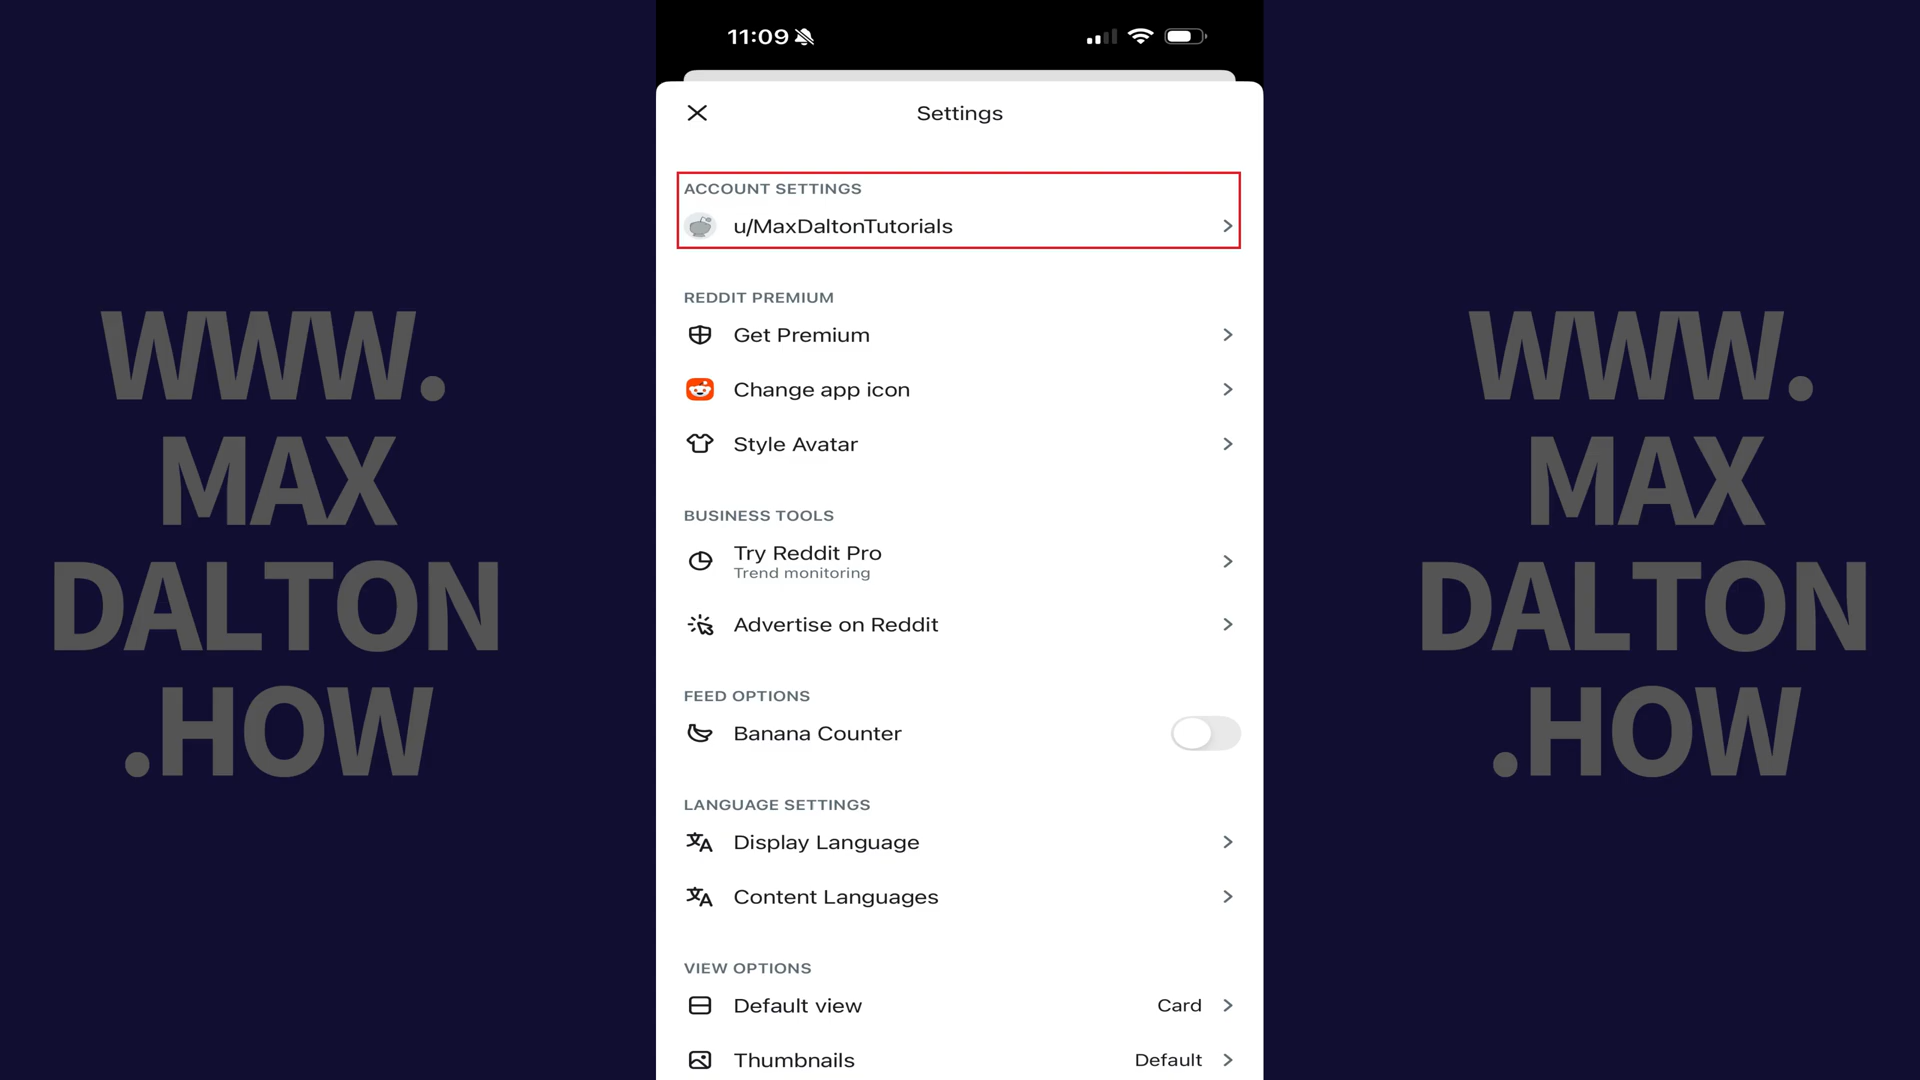 11:09
Settings
ACCOUNT SETTINGS
u/MaxDaltonTutorials
REDDIT PREMIUM
Get Premium
Change app icon
Style Avatar
BUSINESS TOOLS
Try Reddit Pro
Trend monitoring
Advertise on Reddit
FEED OPTIONS
Banana Counter
LANGUAGE SETTINGS
Display Language
Content Languages
VIEW OPTIONS
Default view Card
Thumbnails Default
WWW.
MAX
DALTON
.HOW
WWW.
MAX
DALTON
.HOW